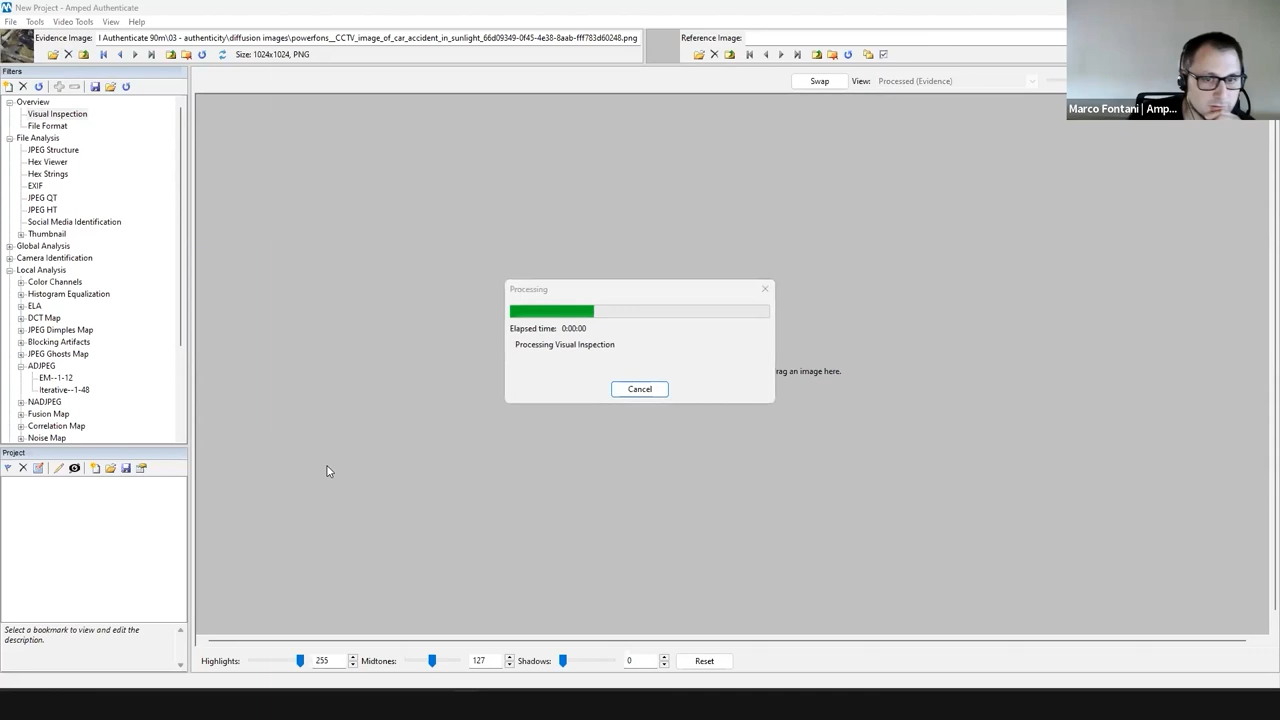 New Project - Amped Authenticate
File Tools Video Tools View Help
Evidence Image: l Authenticate 90m\03 - authenticity\diffusion images\powerfons__CCTV_image_of_car_accident_in_sunlight_66d09349-0f45-4e38-8aab-fff783d60248.png
Reference Image:
Size: 1024x1024, PNG
Marco Fontani | Amp...
Filters
Swap View: Processed (Evidence)
Overview
Visual Inspection
File Format
File Analysis
JPEG Structure
Hex Viewer
Hex Strings
EXIF
JPEG QT
JPEG HT
Social Media Identification
Thumbnail
Global Analysis
Camera Identification
Local Analysis
Color Channels
Histogram Equalization
ELA
DCT Map
JPEG Dimples Map
Blocking Artifacts
JPEG Ghosts Map
ADJPEG
EM--1-12
Iterative--1-48
NADJPEG
Fusion Map
Correlation Map
Noise Map
Processing
Elapsed time: 0:00:00
Processing Visual Inspection
Cancel
rag an image here.
Project
Select a bookmark to view and edit the
description.
Highlights: 255 Midtones: 127 Shadows: 0 Reset